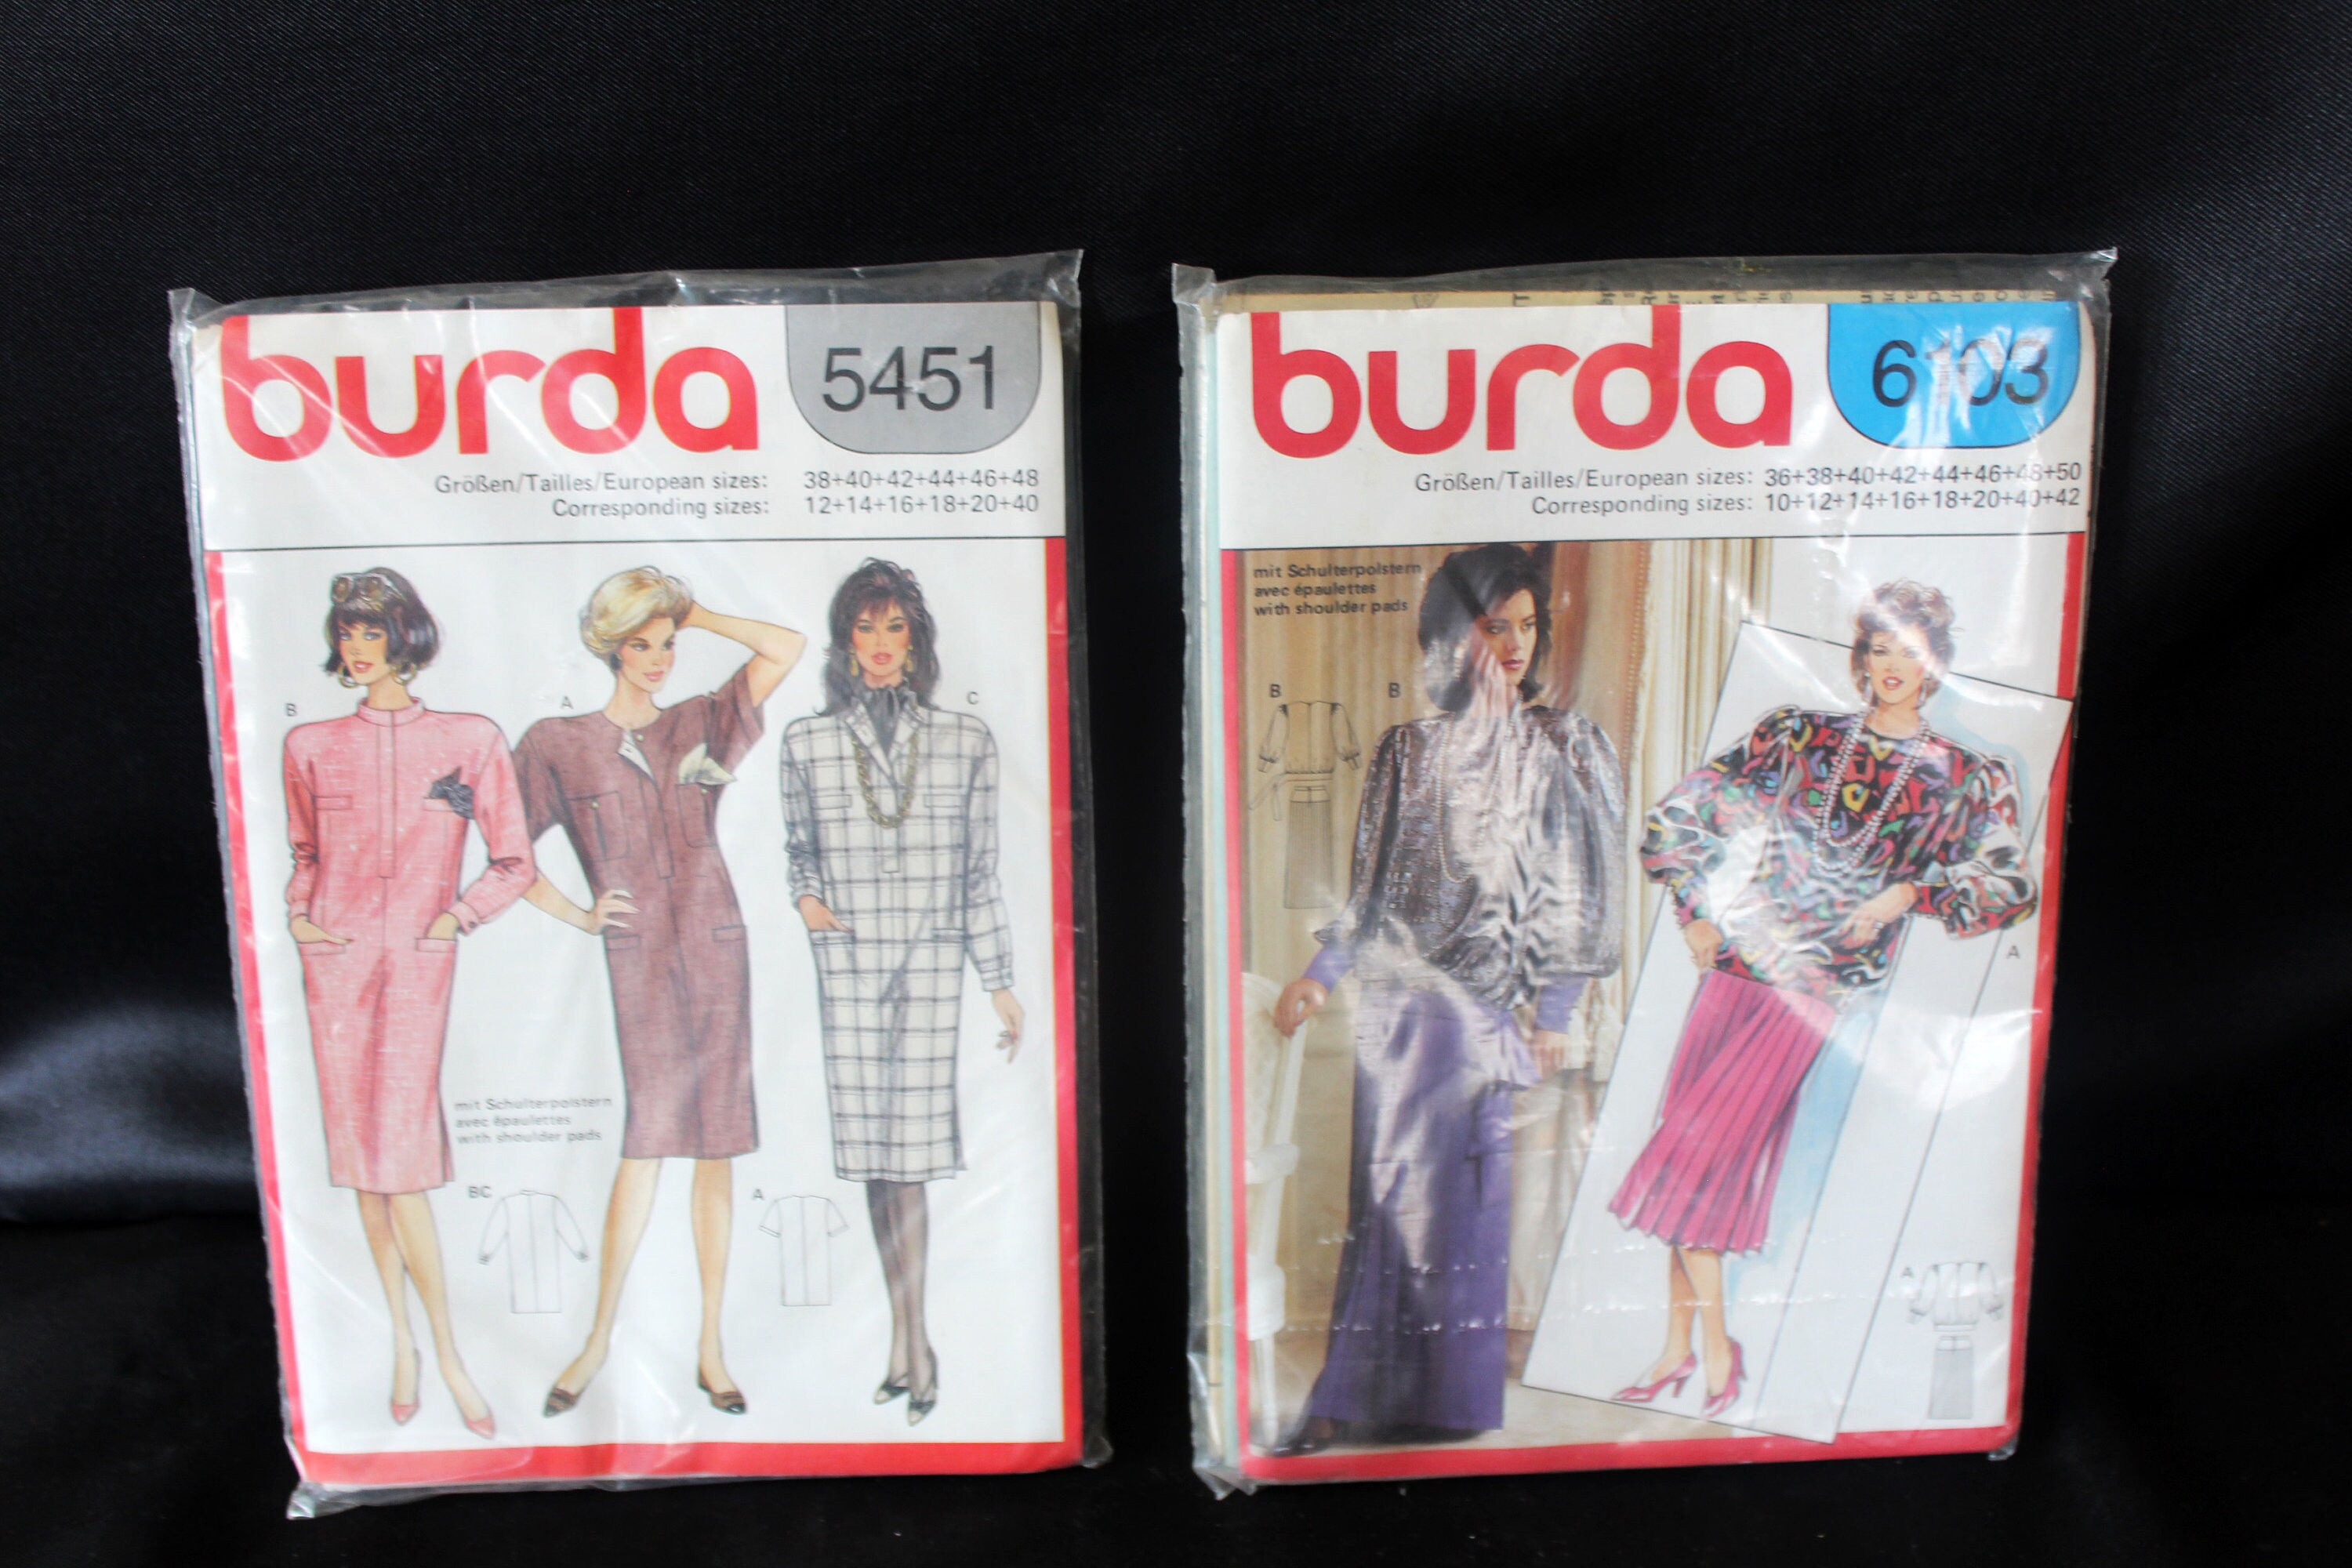 burda
5451
Größen/Tailles/European sizes: 38+40+42+44+46+48
Corresponding sizes: 12+14+16+18+20+40
B
A
C
mit Schulterpolstern
avec épaulettes
with shoulder pads
BC
A
burda
6103
Größen/Tailles/European sizes: 36+38+40+42+44+46+48+50
Corresponding sizes: 10+12+14+16+18+20+40+42
mit Schulterpolstern
avec épaulettes
with shoulder pads
B
B
A
A